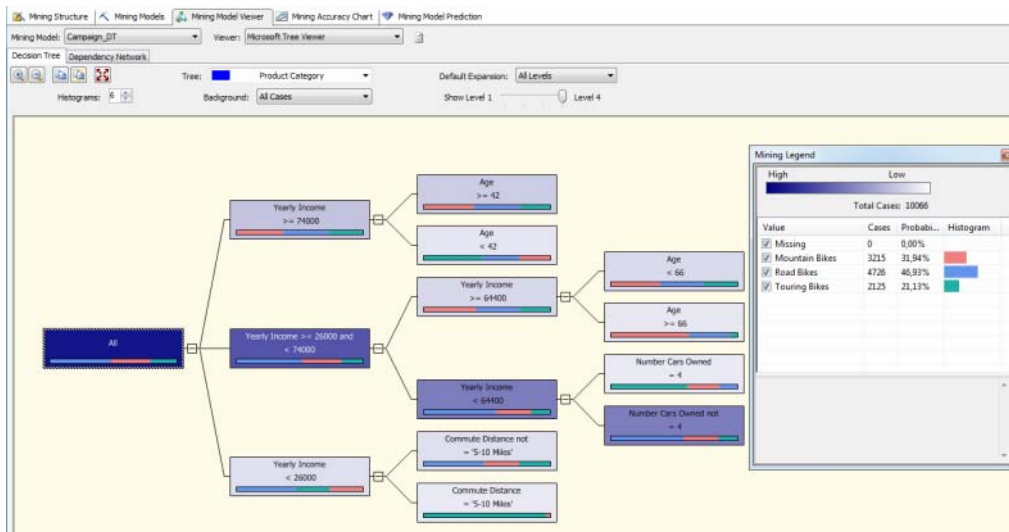 Mining Structure Mining Models Mining Model Viewer Mining Accuracy Chart Mining Model Prediction
Mining Model: Campaign_DT Viewer: Microsoft Tree Viewer
Decision Tree Dependency Network
Tree: Product Category Default Expansion: All Levels
Histograms: 6 Background: All Cases Show Level 1 Level 4
All
Yearly Income
>= 74000
Yearly Income >= 26000 and
< 74000
Yearly Income
< 26000
Age
>= 42
Age
< 42
Yearly Income
>= 64400
Yearly Income
< 64400
Commute Distance not
= '5-10 Miles'
Commute Distance
= '5-10 Miles'
Age
< 66
Age
>= 66
Number Cars Owned
= 4
Number Cars Owned not
= 4
Mining Legend
High Low
Total Cases: 10066
Value Cases Probabi... Histogram
Missing 0 0,00%
Mountain Bikes 3215 31,94%
Road Bikes 4726 46,93%
Touring Bikes 2125 21,13%